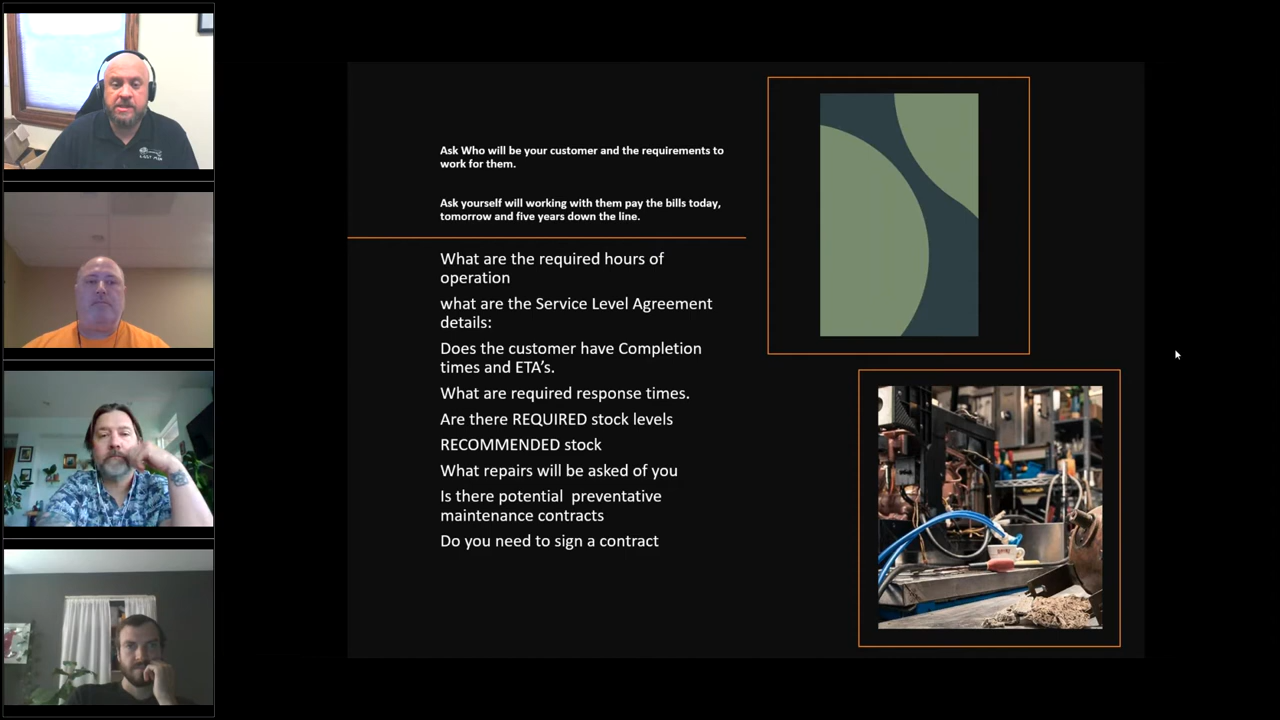 Ask Who will be your customer and the requirements to
work for them.
Ask yourself will working with them pay the bills today,
tomorrow and five years down the line.
What are the required hours of
operation
what are the Service Level Agreement
details:
Does the customer have Completion
times and ETA’s.
What are required response times.
Are there REQUIRED stock levels
RECOMMENDED stock
What repairs will be asked of you
Is there potential  preventative
maintenance contracts
Do you need to sign a contract